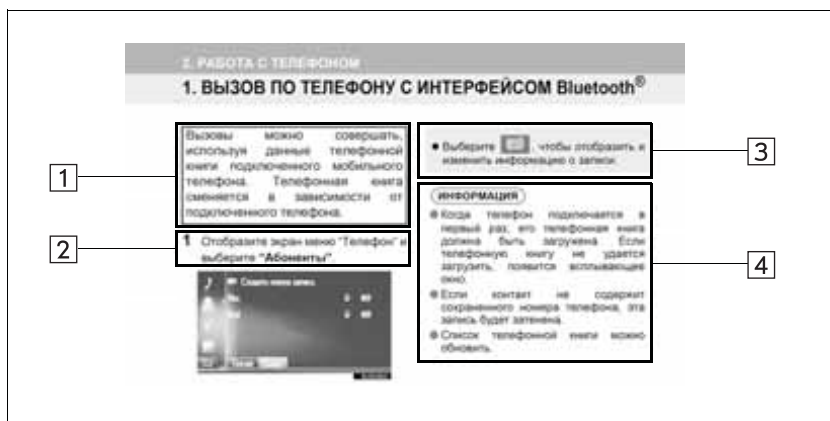 2. РАБОТА С ТЕЛЕФОНОМ
1. ВЫЗОВ ПО ТЕЛЕФОНУ С ИНТЕРФЕЙСОМ Bluetooth®
1
Вызовы можно совершать,
используя данные телефонной
книги подключенного мобильного
телефона. Телефонная книга
сменяется в зависимости от
подключенного телефона.
2
1 Отобразите экран меню "Телефон" и
выберите "Абоненты"
Создать новую запись
3
● Выберите , чтобы отобразить и
изменить информацию о записи.
4
ИНФОРМАЦИЯ
● Когда телефон подключается в
первый раз, его телефонная книга
должна быть загружена. Если
телефонную книгу не удается
загрузить, появится всплывающее
окно.
● Если контакт не содержит
сохраненного номера телефона, эта
запись будет затенена.
● Список телефонной книги можно
обновить.